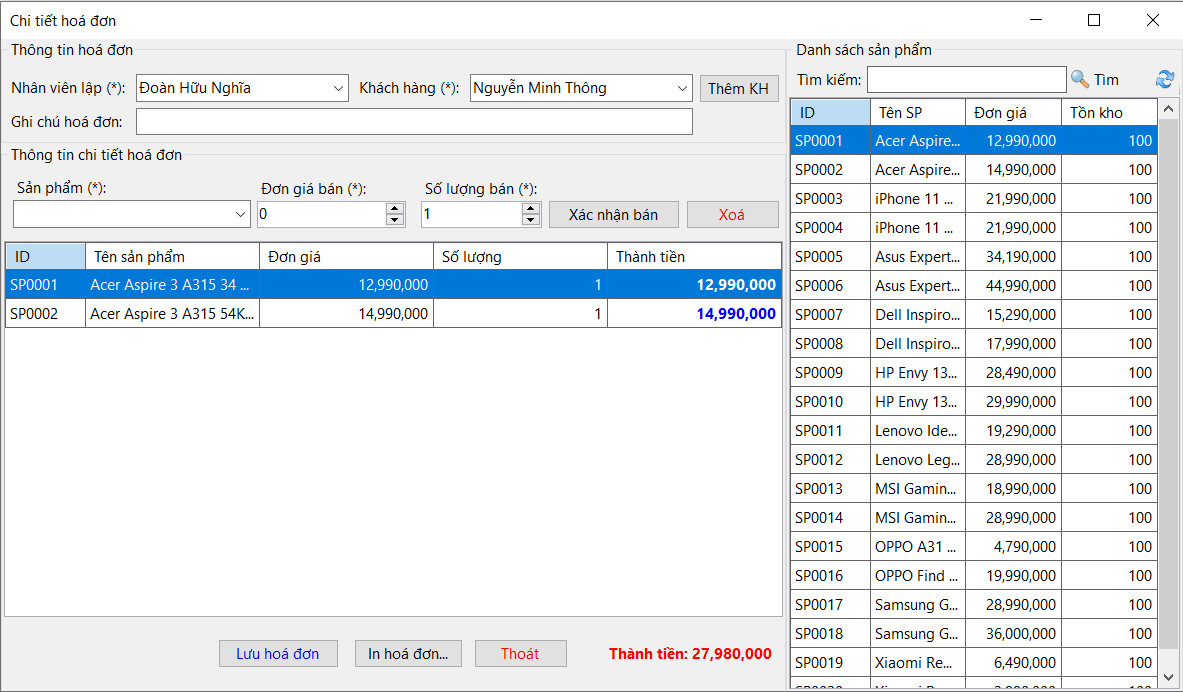 Chi tiết hoá đơn
Thông tin hoá đơn
Nhân viên lập (*): Đoàn Hữu Nghĩa Khách hàng (*): Nguyễn Minh Thông Thêm KH
Ghi chú hoá đơn:
Thông tin chi tiết hoá đơn
Sản phẩm (*): Đơn giá bán (*): Số lượng bán (*):
0 1 Xác nhận bán Xoá
ID Tên sản phẩm Đơn giá Số lượng Thành tiền
SP0001 Acer Aspire 3 A315 34 ... 12,990,000 1 12,990,000
SP0002 Acer Aspire 3 A315 54K... 14,990,000 1 14,990,000
Lưu hoá đơn In hoá đơn... Thoát Thành tiền: 27,980,000
Danh sách sản phẩm
Tìm kiếm: Tìm
ID Tên SP Đơn giá Tồn kho
SP0001 Acer Aspire... 12,990,000 100
SP0002 Acer Aspire... 14,990,000 100
SP0003 iPhone 11 ... 21,990,000 100
SP0004 iPhone 11 ... 21,990,000 100
SP0005 Asus Expert... 34,190,000 100
SP0006 Asus Expert... 44,990,000 100
SP0007 Dell Inspiro... 15,290,000 100
SP0008 Dell Inspiro... 17,990,000 100
SP0009 HP Envy 13... 28,490,000 100
SP0010 HP Envy 13... 29,990,000 100
SP0011 Lenovo Ide... 19,290,000 100
SP0012 Lenovo Leg... 28,990,000 100
SP0013 MSI Gamin... 18,990,000 100
SP0014 MSI Gamin... 28,990,000 100
SP0015 OPPO A31 ... 4,790,000 100
SP0016 OPPO Find ... 19,990,000 100
SP0017 Samsung G... 28,990,000 100
SP0018 Samsung G... 36,000,000 100
SP0019 Xiaomi Re... 6,490,000 100